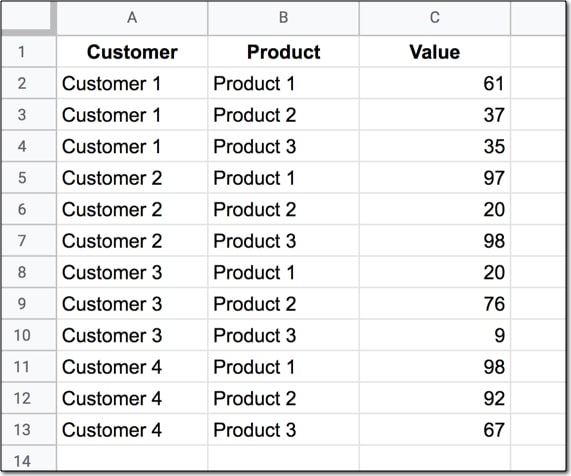 A B C
1 Customer Product Value
2 Customer 1 Product 1 61
3 Customer 1 Product 2 37
4 Customer 1 Product 3 35
5 Customer 2 Product 1 97
6 Customer 2 Product 2 20
7 Customer 2 Product 3 98
8 Customer 3 Product 1 20
9 Customer 3 Product 2 76
10 Customer 3 Product 3 9
11 Customer 4 Product 1 98
12 Customer 4 Product 2 92
13 Customer 4 Product 3 67
14